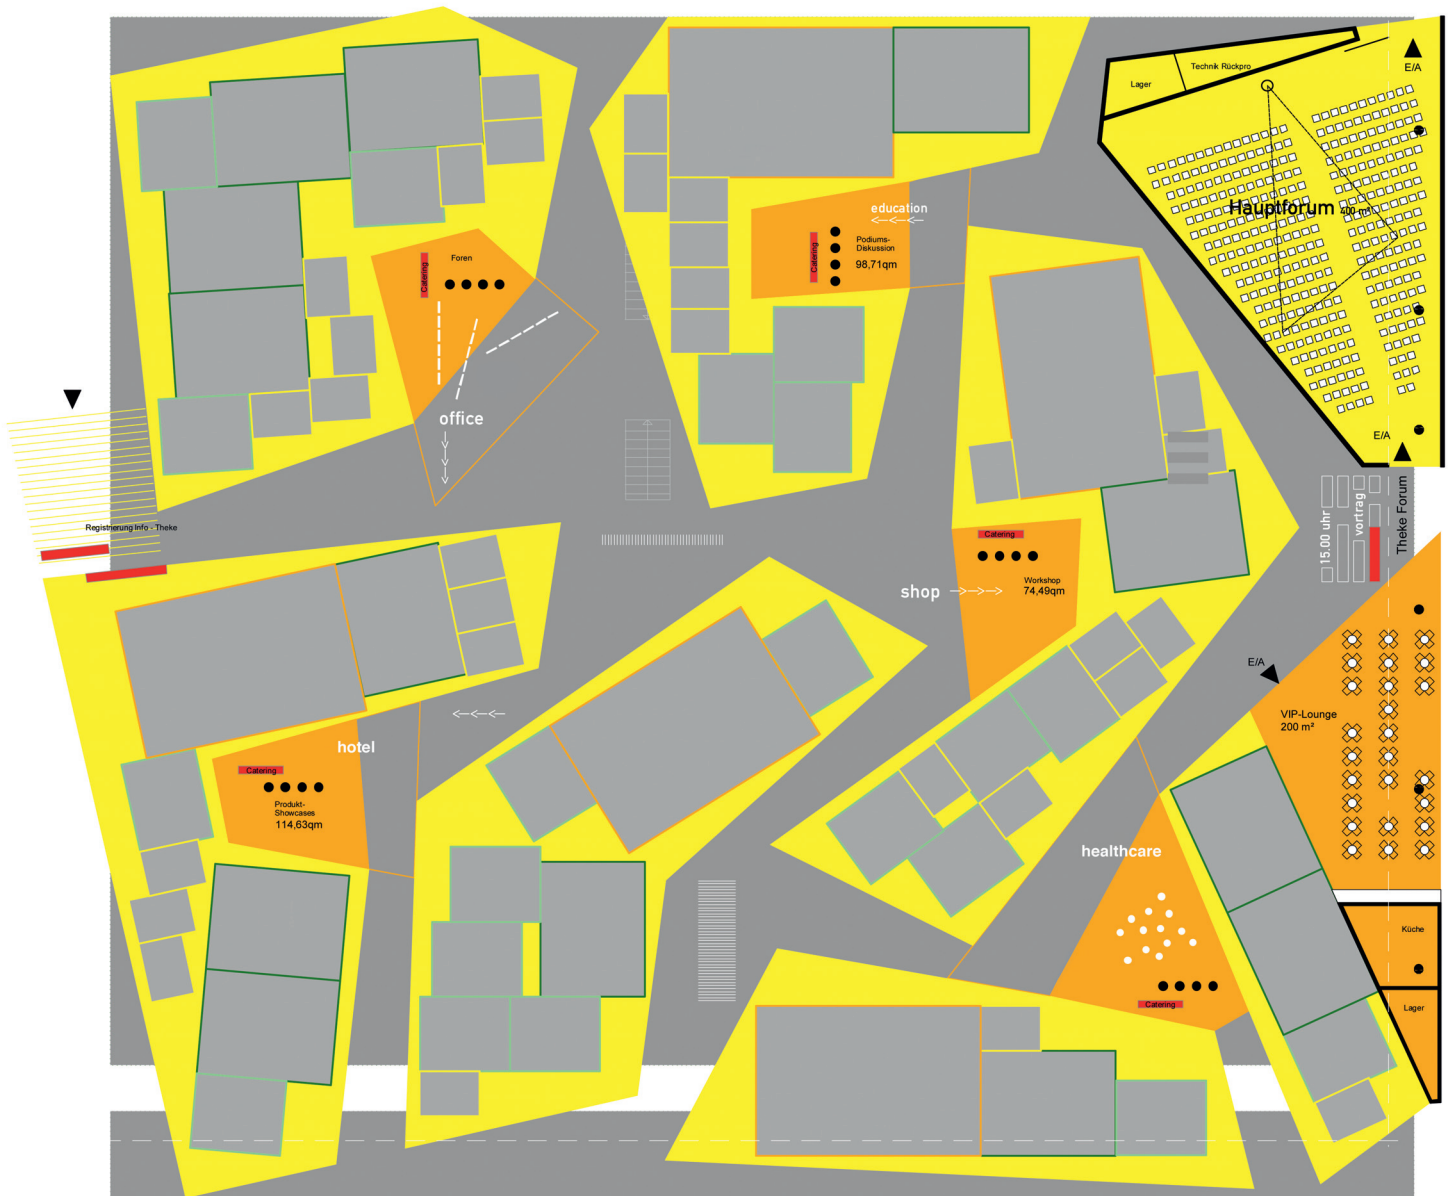 Lager
Technik Rückpro
E/A
Hauptforum 400 m²
E/A
education
Catering
Podiums-
Diskussion
98,71qm
Catering
Foren
office
Registrierung Info - Theke
Catering
Workshop
74,49qm
shop
15.00 uhr
vortrag
Theke Forum
E/A
VIP-Lounge
200 m²
hotel
Catering
Produkt-
Showcases
114,63qm
healthcare
Catering
Küche
Lager